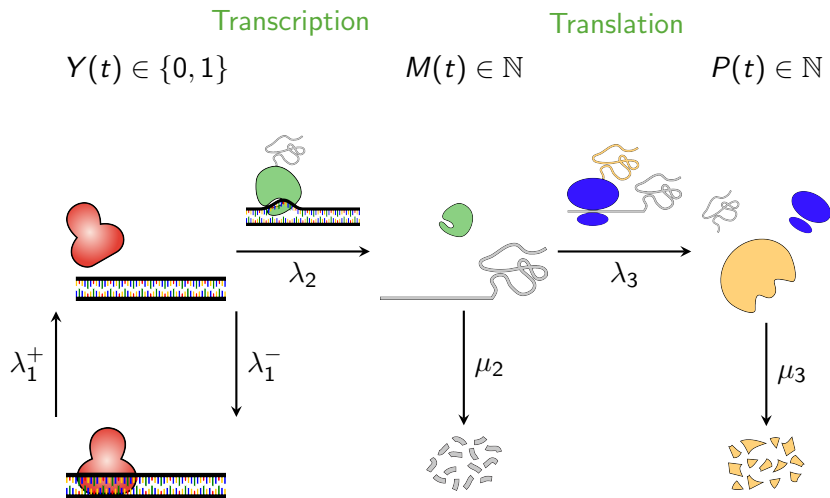 Transcription Translation
Y(t) ∈ {0, 1} M(t) ∈ ℕ P(t) ∈ ℕ
λ₂ λ₃
λ₁⁺ λ₁⁻ μ₂ μ₃